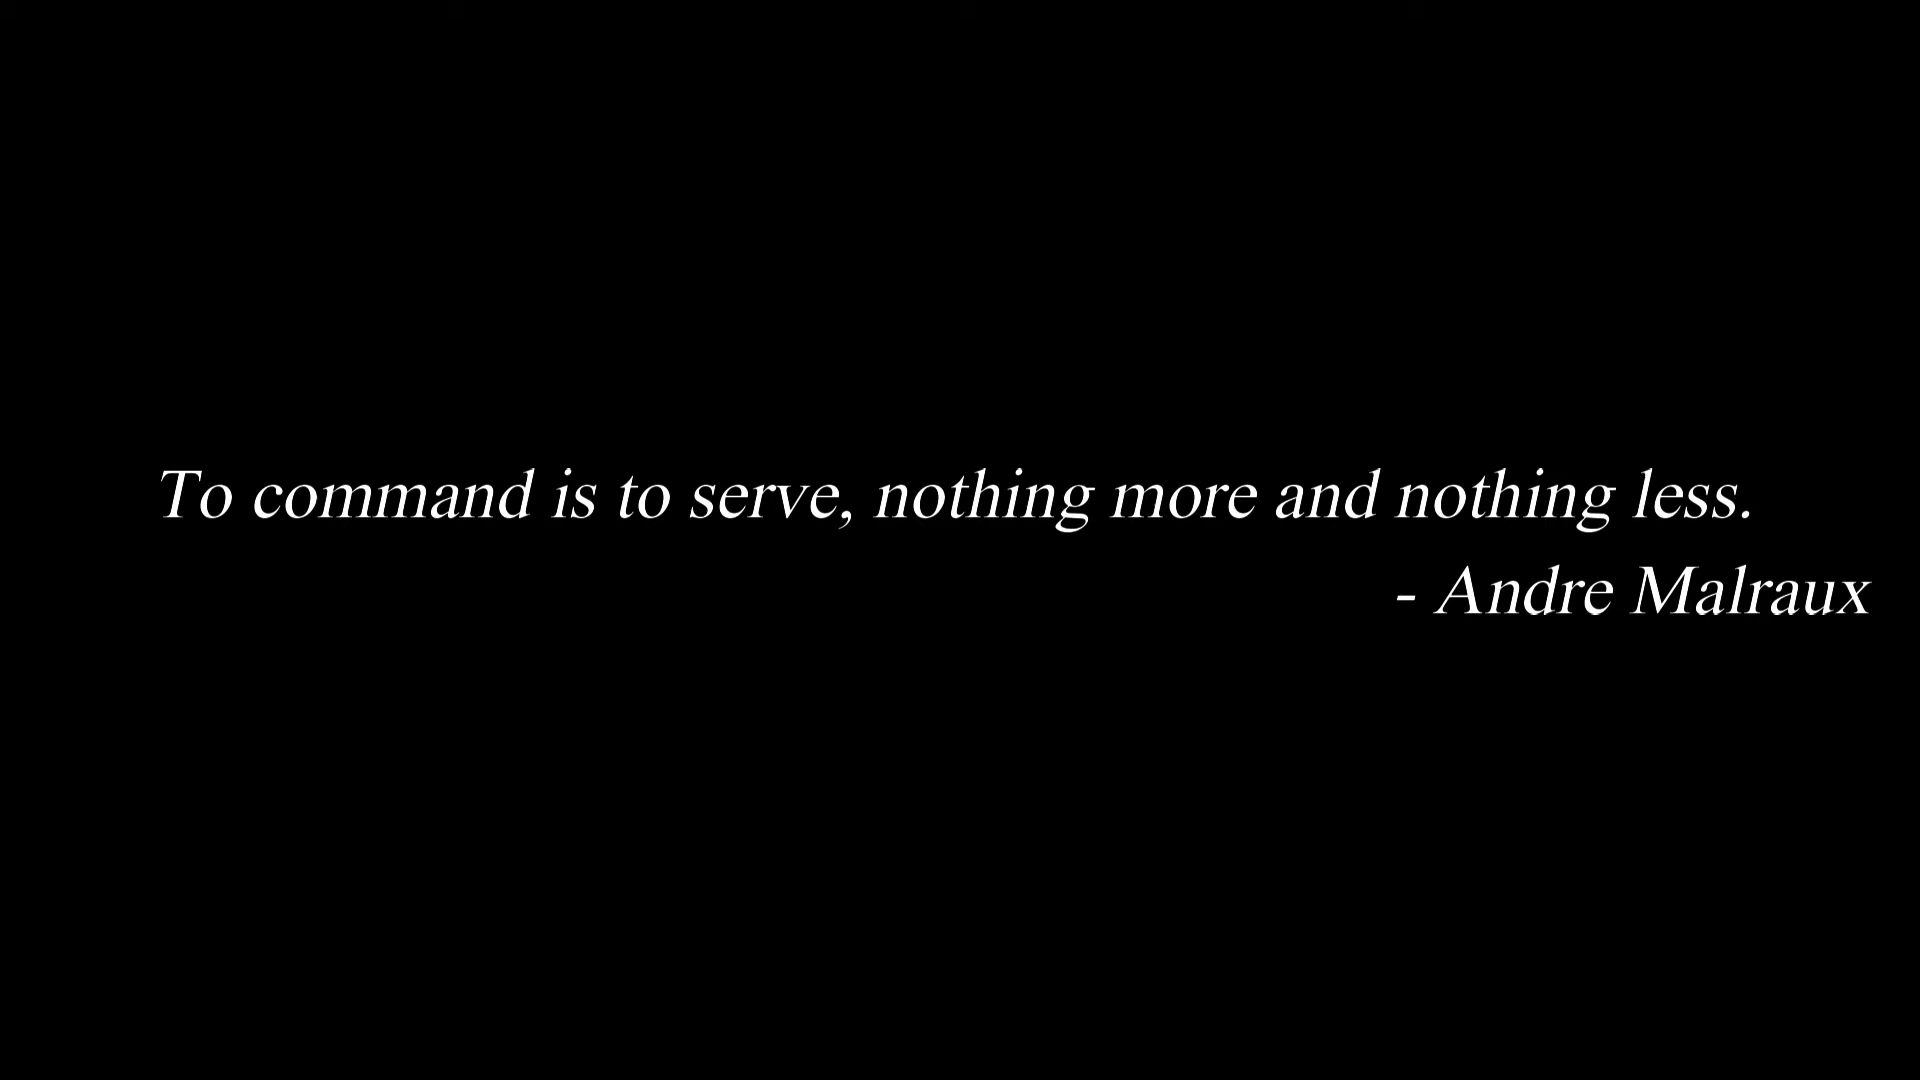 To command is to serve, nothing more and nothing less.
- Andre Malraux